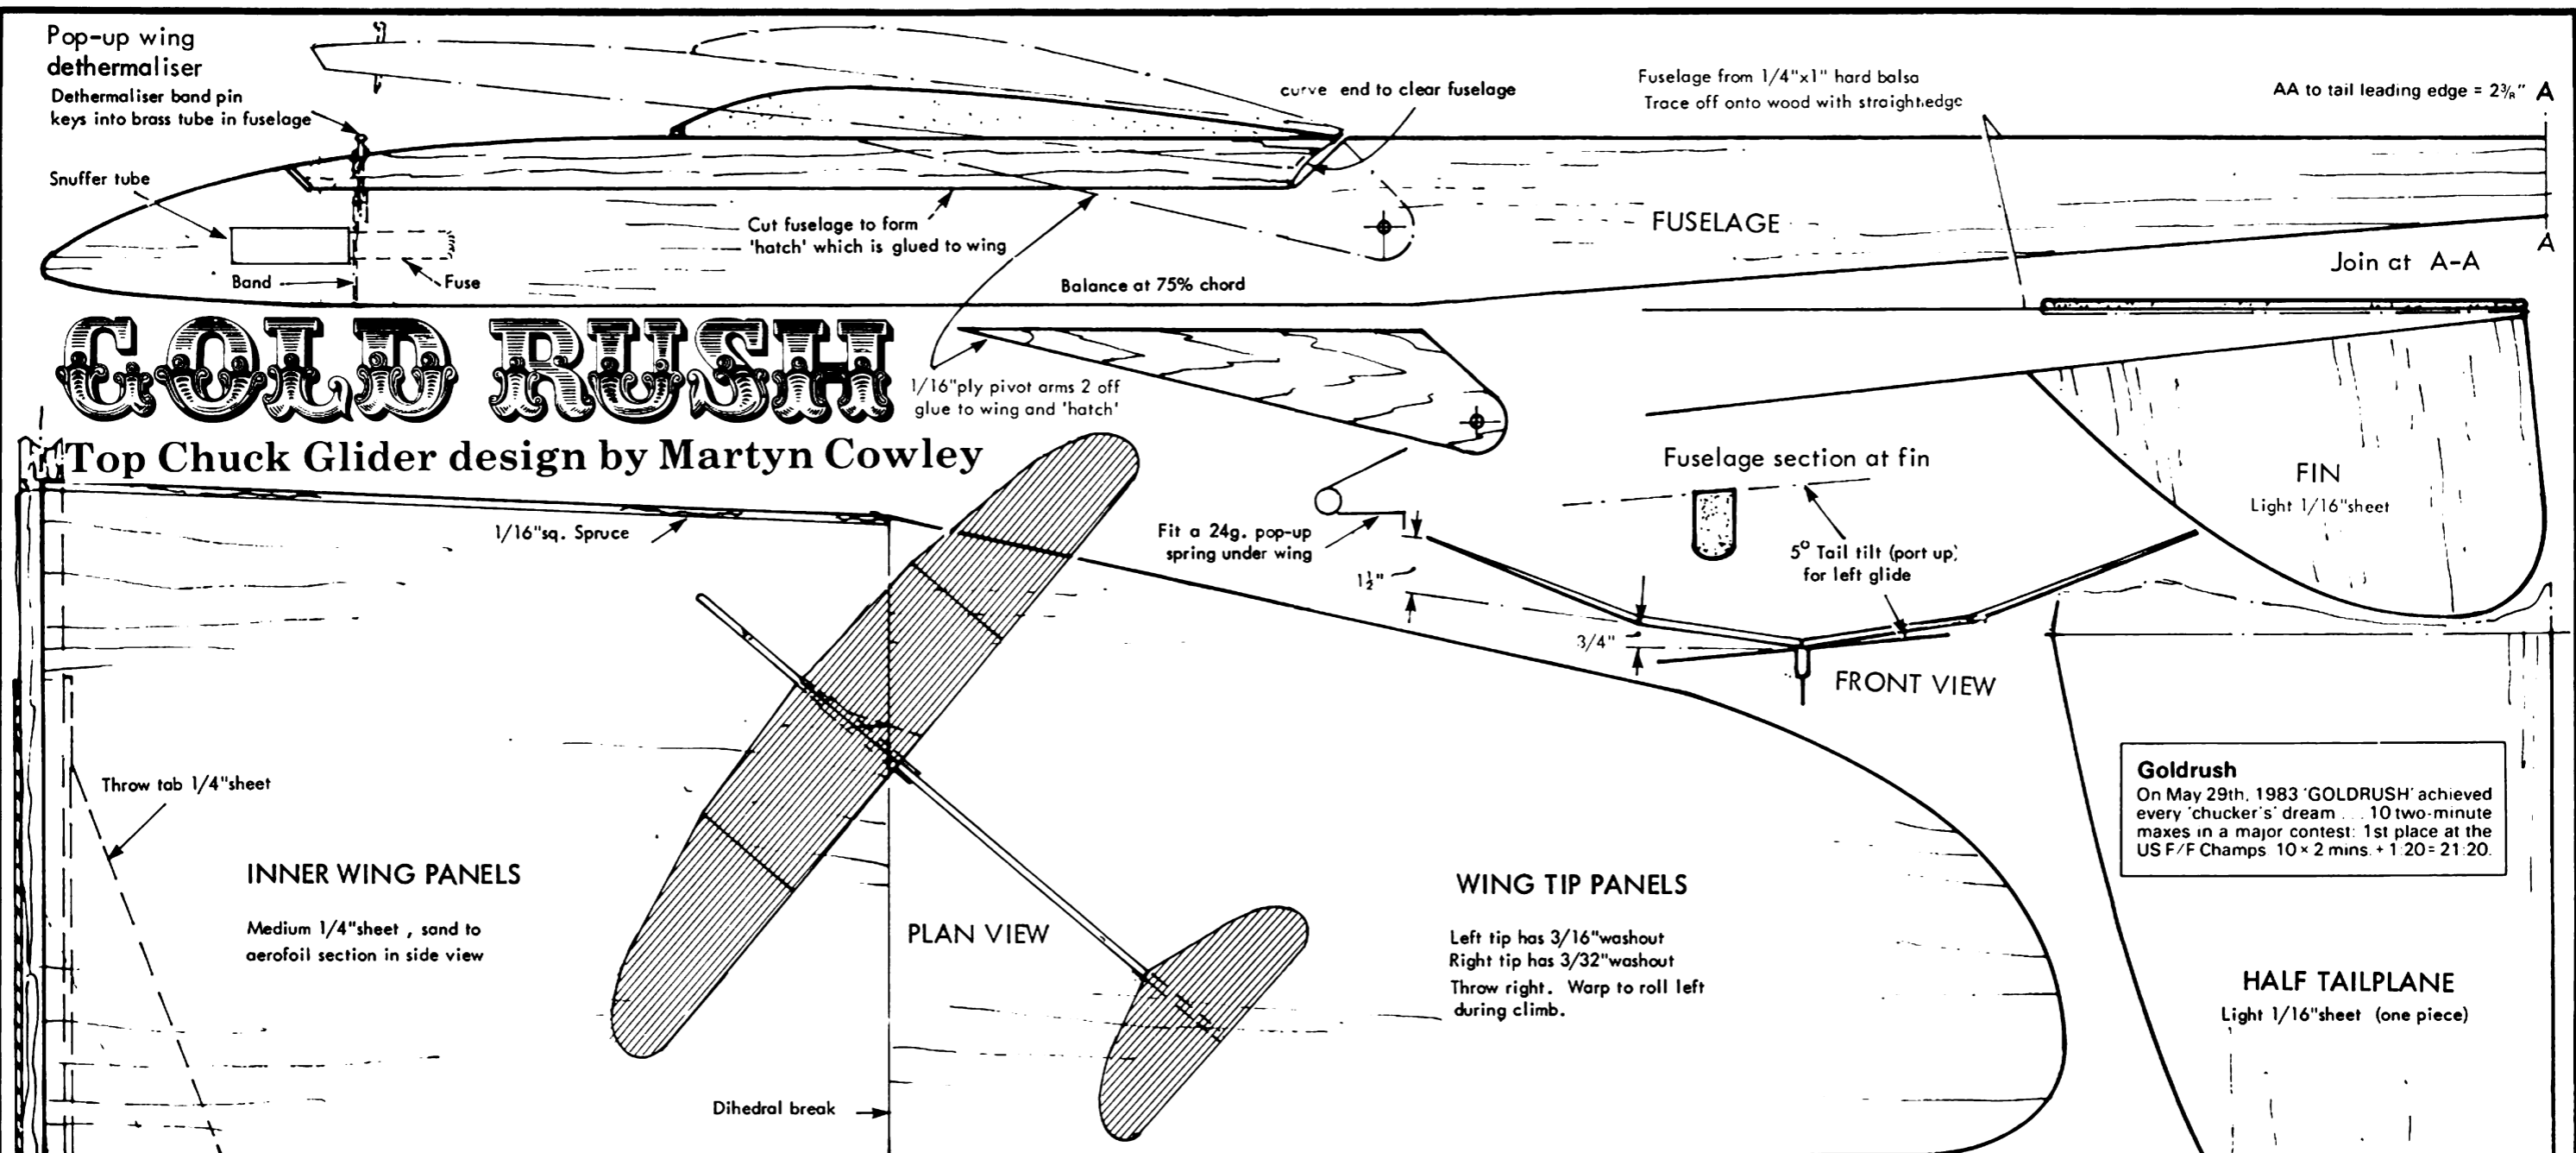 Pop-up wing
dethermaliser
Dethermaliser band pin
keys into brass tube in fuselage
Snuffer tube
Band
Fuse
Cut fuselage to form
'hatch' which is glued to wing
curve end to clear fuselage
Balance at 75% chord
Fuselage from 1/4"x1" hard balsa
Trace off onto wood with straight edge
AA to tail leading edge = 2⅜" A
FUSELAGE
A
Join at A-A
GOLD RUSH
Top Chuck Glider design by Martyn Cowley
1/16"ply pivot arms 2 off
glue to wing and 'hatch'
1/16"sq. Spruce
Fit a 24g. pop-up
spring under wing
Fuselage section at fin
5° Tail tilt (port up)
for left glide
1½"
3/4"
FRONT VIEW
FIN
Light 1/16"sheet
Throw tab 1/4"sheet
INNER WING PANELS
Medium 1/4"sheet , sand to
aerofoil section in side view
PLAN VIEW
Dihedral break
WING TIP PANELS
Left tip has 3/16"washout
Right tip has 3/32"washout
Throw right. Warp to roll left
during climb.
Goldrush
On May 29th, 1983 'GOLDRUSH' achieved
every 'chucker's' dream . . . 10 two-minute
maxes in a major contest: 1st place at the
US F/F Champs 10 × 2 mins. + 1:20 = 21:20.
HALF TAILPLANE
Light 1/16"sheet (one piece)